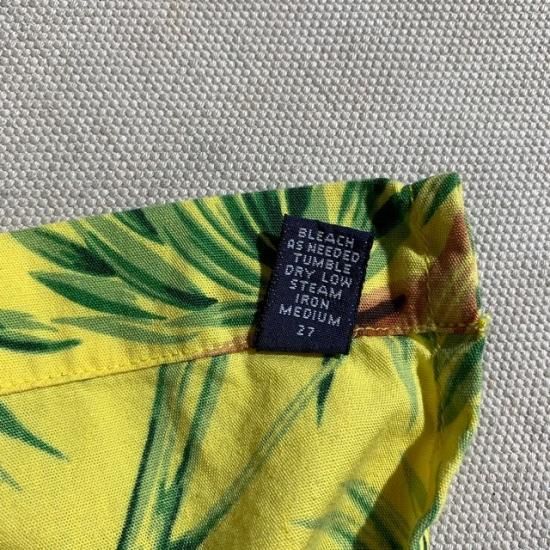 BLEACH
AS NEEDED
TUMBLE
DRY LOW
STEAM
IRON
MEDIUM
27